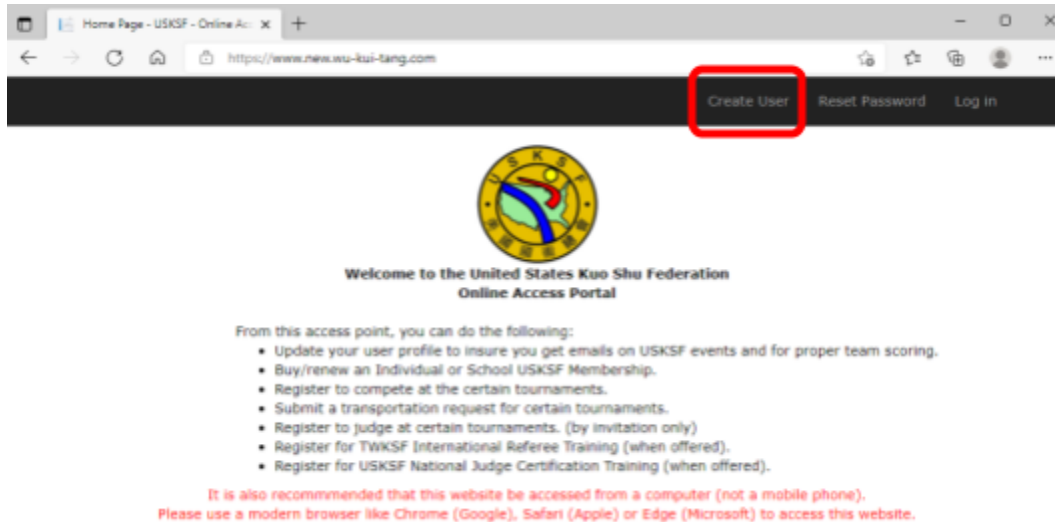 Home Page - USKSF - Online Ac
https://www.new.wu-kui-tang.com
Create User Reset Password Log in
USKSF
Welcome to the United States Kuo Shu Federation
Online Access Portal
From this access point, you can do the following:
• Update your user profile to insure you get emails on USKSF events and for proper team scoring.
• Buy/renew an Individual or School USKSF Membership.
• Register to compete at the certain tournaments.
• Submit a transportation request for certain tournaments.
• Register to judge at certain tournaments. (by invitation only)
• Register for TWKSF International Referee Training (when offered).
• Register for USKSF National Judge Certification Training (when offered).
It is also recommmended that this website be accessed from a computer (not a mobile phone).
Please use a modern browser like Chrome (Google), Safari (Apple) or Edge (Microsoft) to access this website.